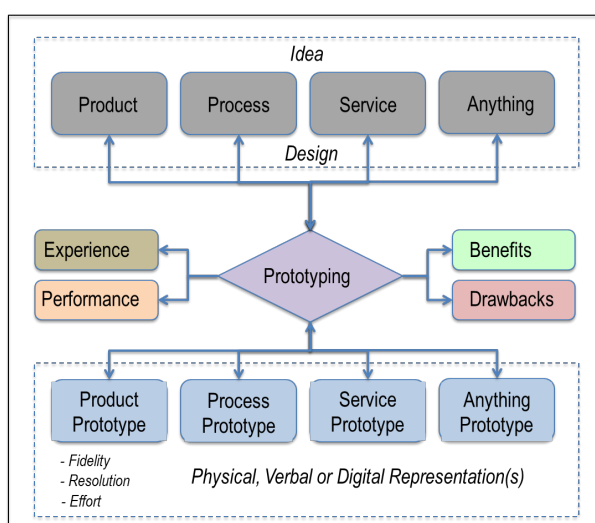 Idea
Product
Process
Service
Anything
Design
Experience
Performance
Prototyping
Benefits
Drawbacks
Product
Prototype
Process
Prototype
Service
Prototype
Anything
Prototype
- Fidelity
- Resolution
- Effort
Physical, Verbal or Digital Representation(s)